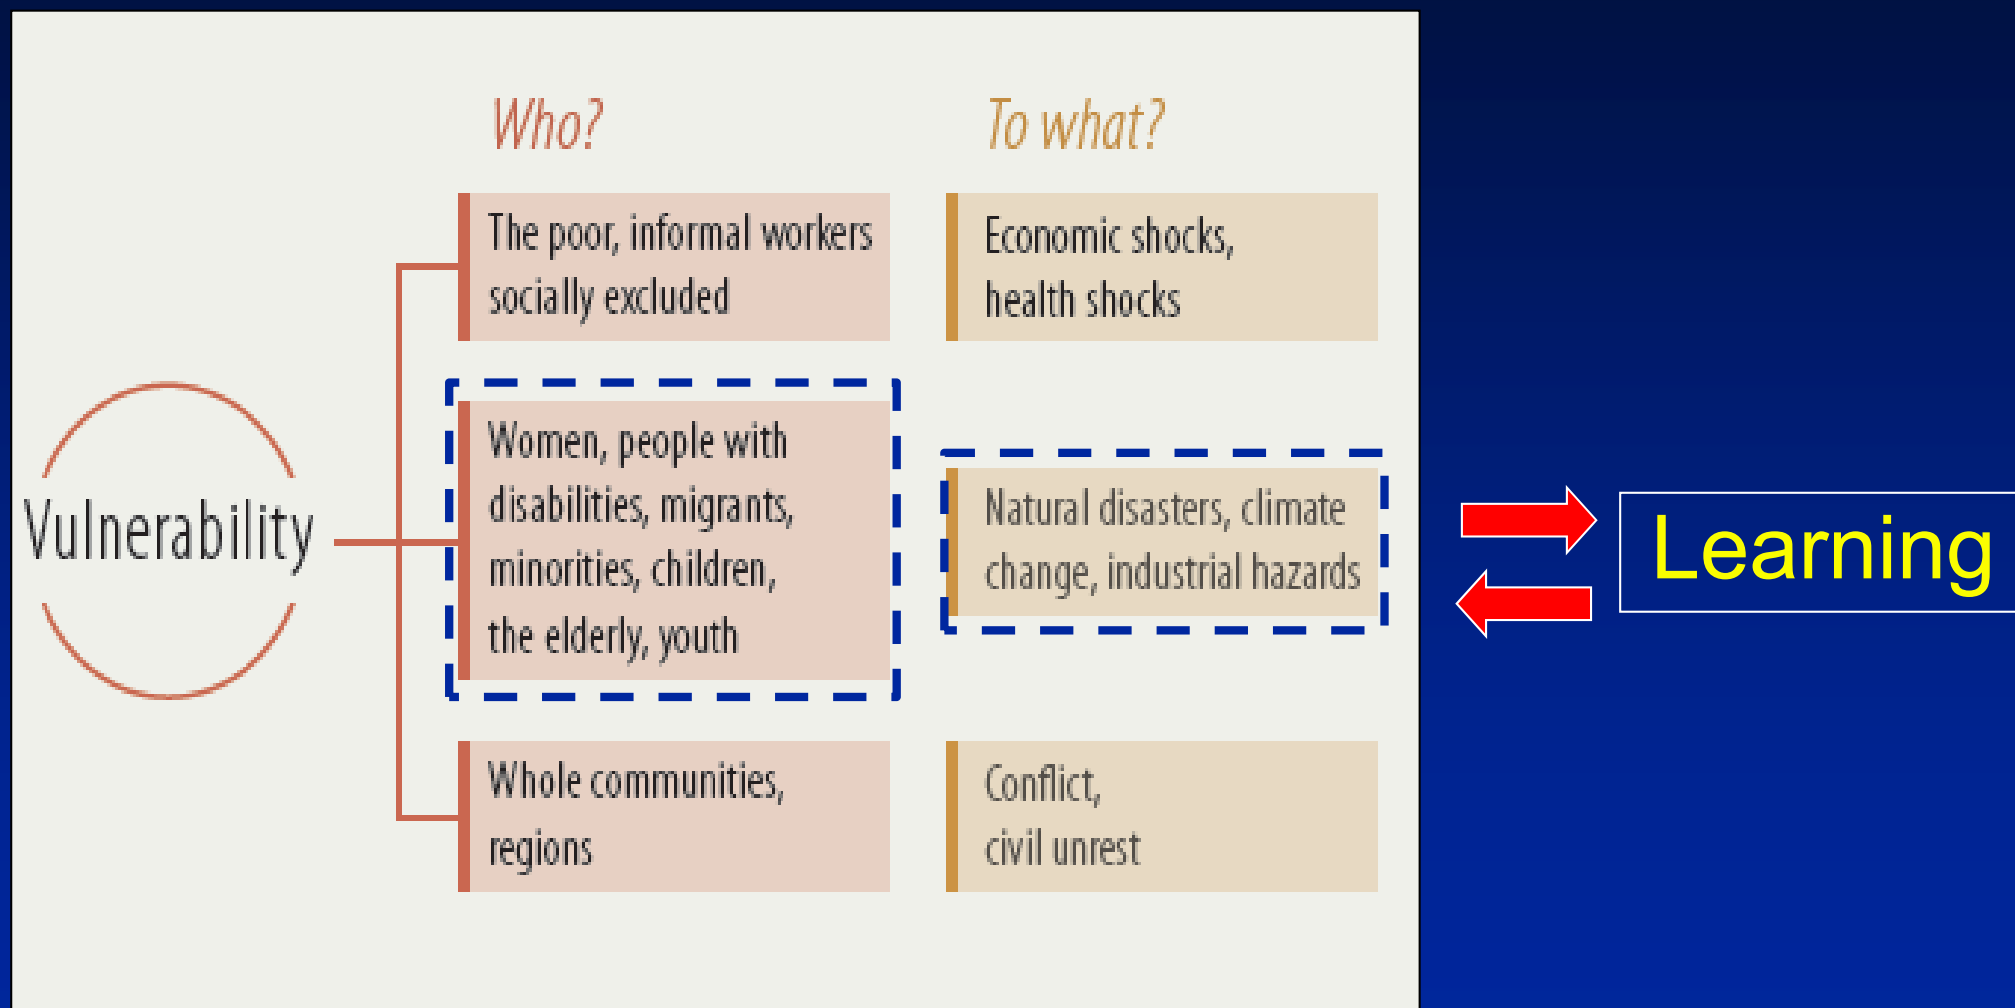 Who?
To what?
The poor, informal workers
socially excluded
Economic shocks,
health shocks
Vulnerability
Women, people with
disabilities, migrants,
minorities, children,
the elderly, youth
Natural disasters, climate
change, industrial hazards
Learning
Whole communities,
regions
Conflict,
civil unrest